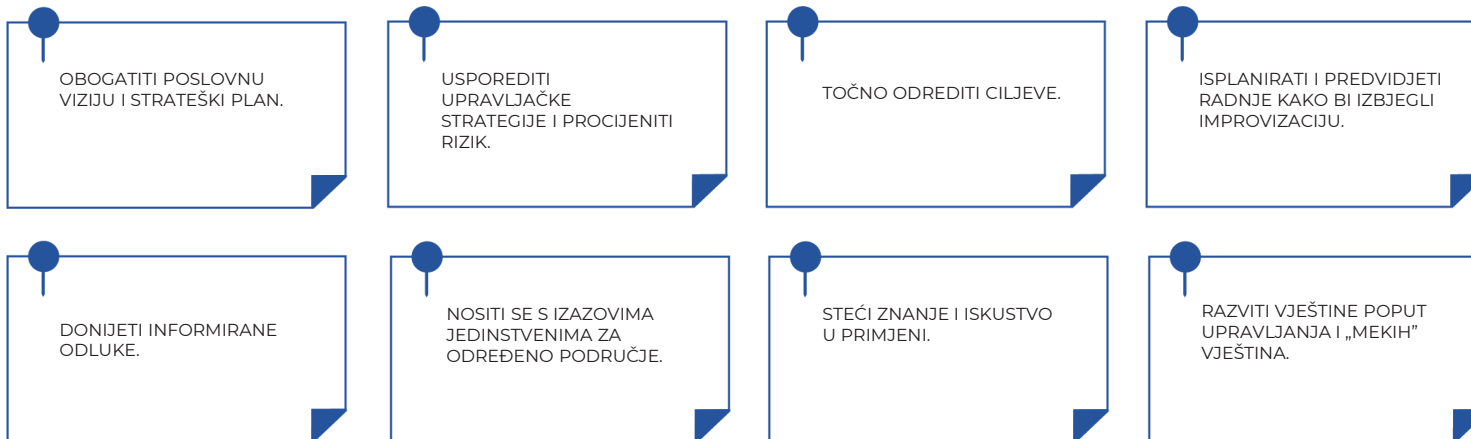 OBOGATITI POSLOVNU
VIZIJU I STRATEŠKI PLAN.
USPOREDITI
UPRAVLJAČKE
STRATEGIJE I PROCIJENITI
RIZIK.
TOČNO ODREDITI CILJEVE.
ISPLANIRATI I PREDVIDJETI
RADNJE KAKO BI IZBJEGLI
IMPROVIZACIJU.
DONIJETI INFORMIRANE
ODLUKE.
NOSITI SE S IZAZOVIMA
JEDINSTVENIMA ZA
ODREĐENO PODRUČJE.
STEĆI ZNANJE I ISKUSTVO
U PRIMJENI.
RAZVITI VJEŠTINE POPUT
UPRAVLJANJA I „MEKIH”
VJEŠTINA.